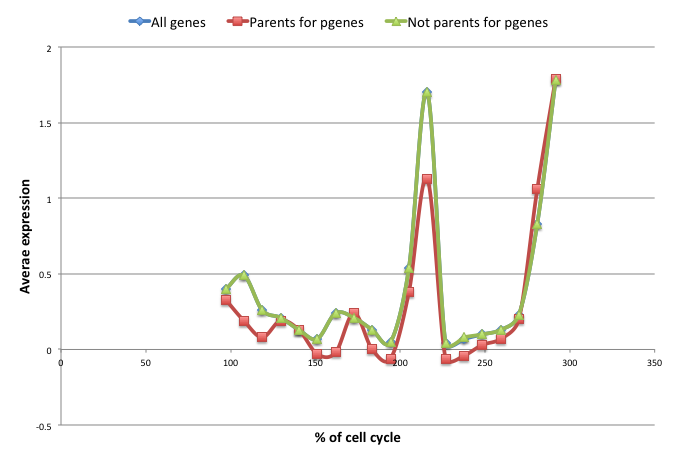 All genes Parents for pgenes Not parents for pgenes
2
1.5
1
0.5
0
-0.5
0 50 100 150 200 250 300 350
Averae expression
% of cell cycle